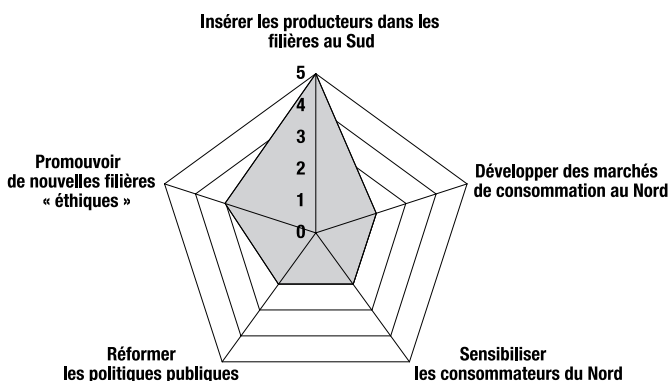 Insérer les producteurs dans les
filières au Sud
5
4
3
2
1
0
Promouvoir
de nouvelles filières
« éthiques »
Développer des marchés
de consommation au Nord
Réformer
les politiques publiques
Sensibiliser
les consommateurs du Nord